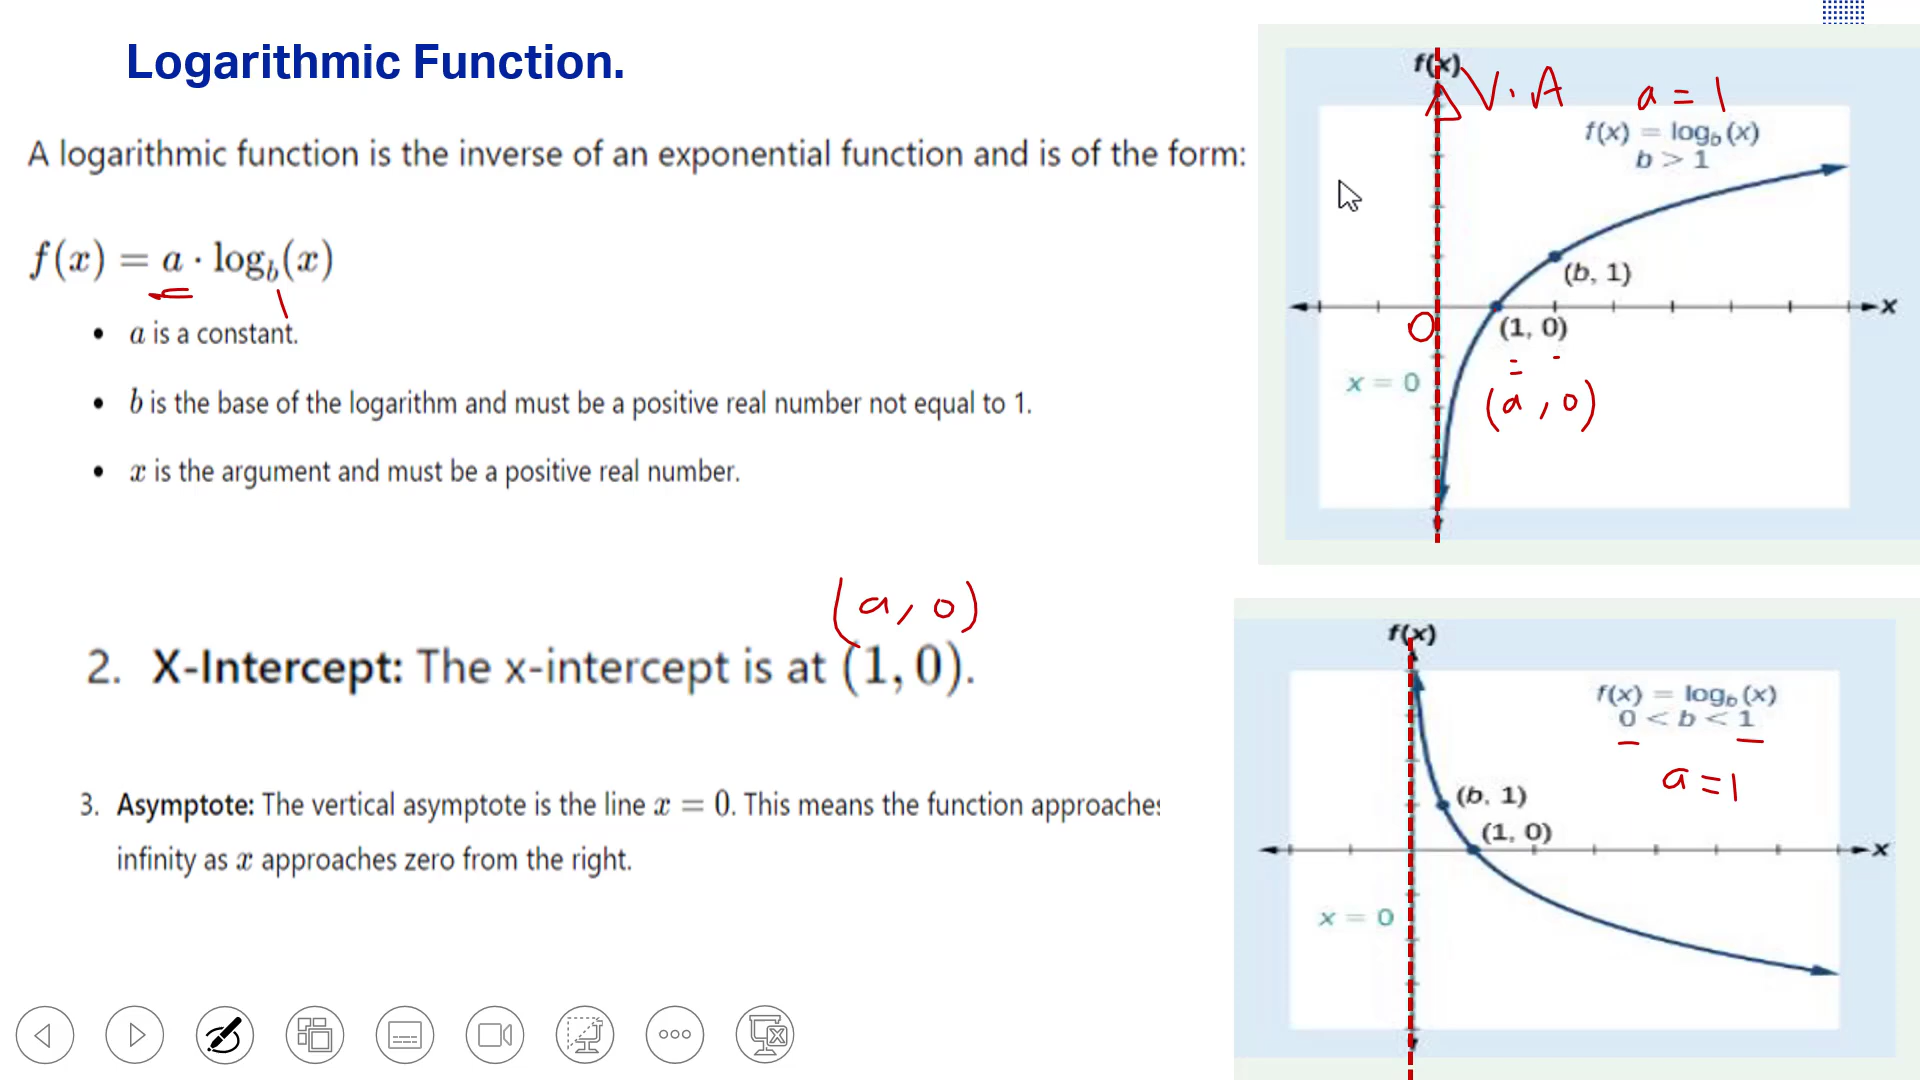 Logarithmic Function.
A logarithmic function is the inverse of an exponential function and is of the form:
f(x) = a · log_b(x)
• a is a constant.
• b is the base of the logarithm and must be a positive real number not equal to 1.
• x is the argument and must be a positive real number.
(a, 0)
2. X-Intercept: The x-intercept is at (1, 0).
3. Asymptote: The vertical asymptote is the line x = 0. This means the function approaches
infinity as x approaches zero from the right.
f(x)
V.A
a = 1
f(x) = log_b(x)
b > 1
(b, 1)
x
0
(1, 0)
x = 0
(a, 0)
f(x)
f(x) = log_b(x)
0 < b < 1
a = 1
(b, 1)
(1, 0)
x
x = 0